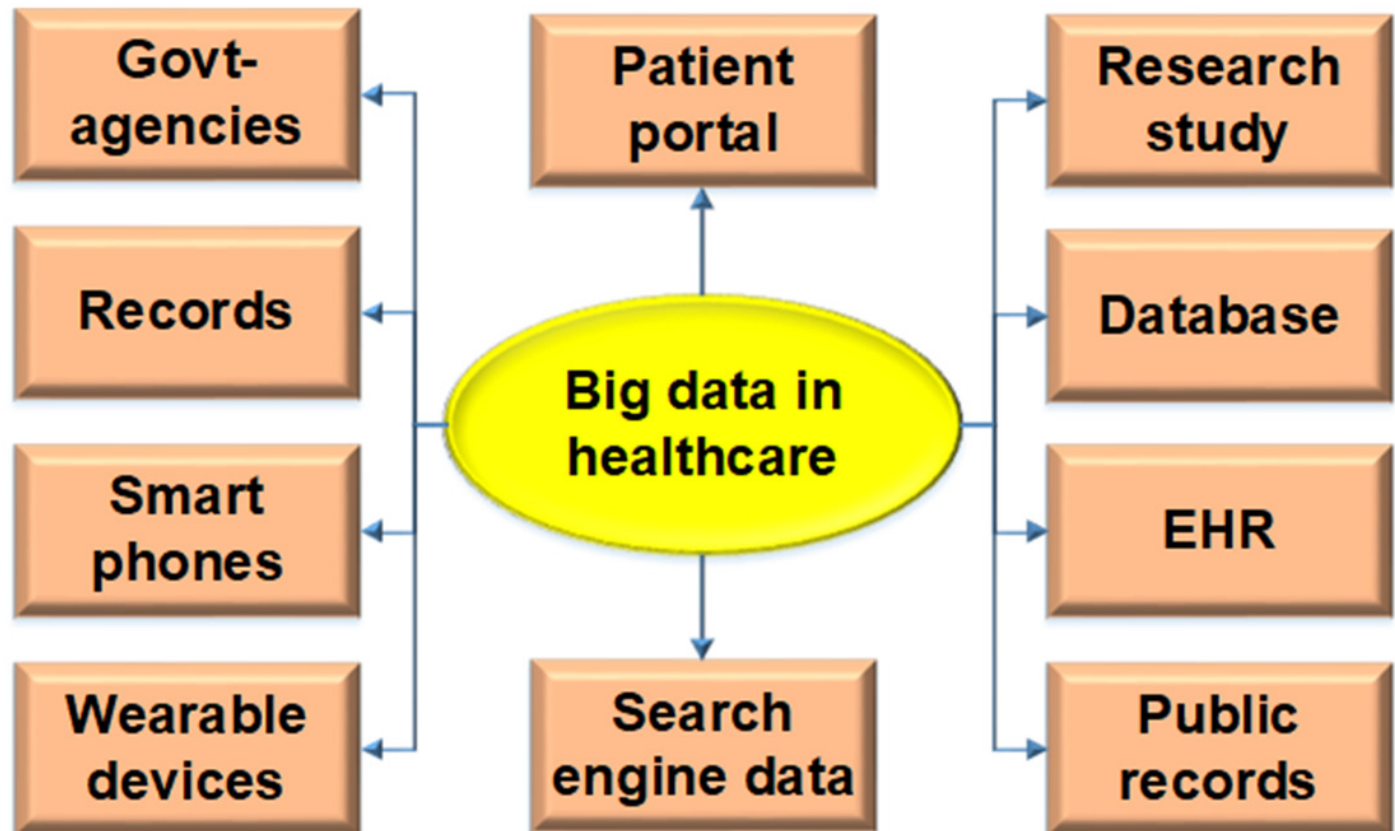 Govt-
agencies
Patient
portal
Research
study
Records
Database
Big data in
healthcare
Smart
phones
EHR
Wearable
devices
Search
engine data
Public
records